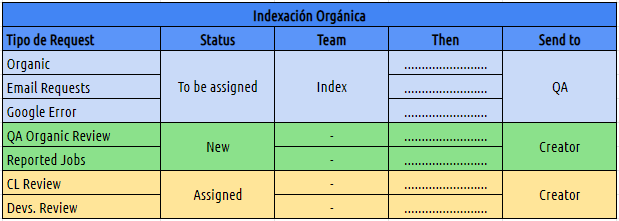 Indexación Orgánica
Tipo de Request Status Team Then Send to
Organic ........................
Email Requests To be assigned Index ........................ QA
Google Error ........................
QA Organic Review - ........................
New Creator
Reported Jobs - ........................
CL Review - ........................
Assigned Creator
Devs. Review - ........................